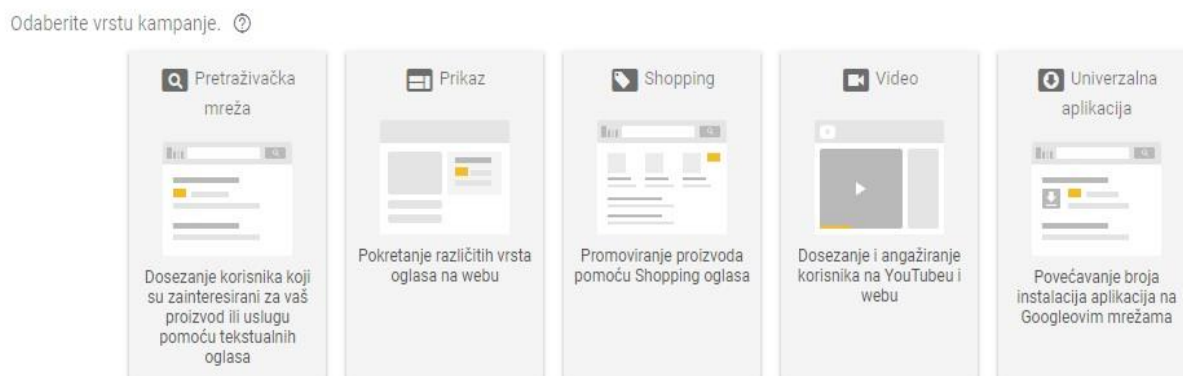 Odaberite vrstu kampanje.
Pretraživačka
mreža
Dosezanje korisnika koji
su zainteresirani za vaš
proizvod ili uslugu
pomoću tekstualnih
oglasa
Prikaz
Pokretanje različitih vrsta
oglasa na webu
Shopping
Promoviranje proizvoda
pomoću Shopping oglasa
Video
Dosezanje i angažiranje
korisnika na YouTubeu i
webu
Univerzalna
aplikacija
Povećavanje broja
instalacija aplikacija na
Googleovim mrežama